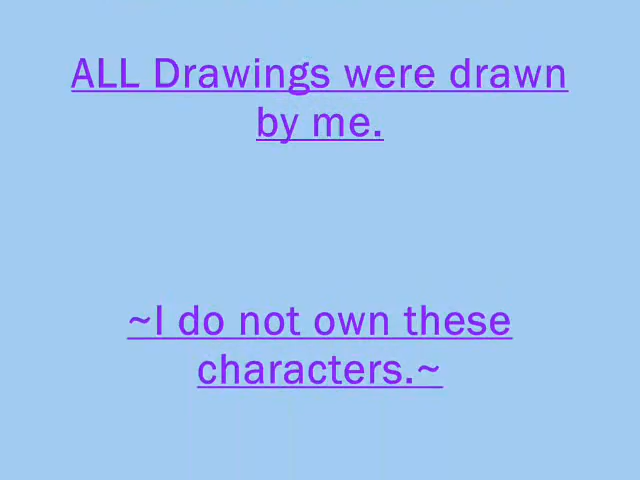 ALL Drawings were drawn
by me.
~I do not own these
characters.~